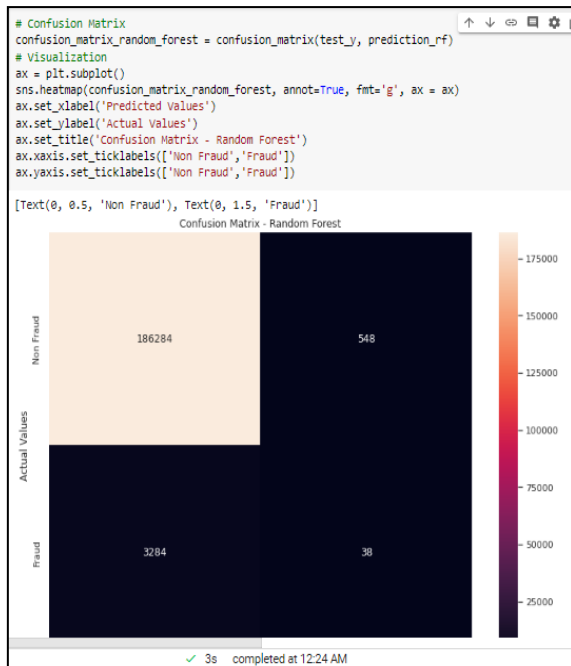 # Confusion Matrix
confusion_matrix_random_forest = confusion_matrix(test_y, prediction_rf)
# Visualization
ax = plt.subplot()
sns.heatmap(confusion_matrix_random_forest, annot=True, fmt='g', ax = ax)
ax.set_xlabel('Predicted Values')
ax.set_ylabel('Actual Values')
ax.set_title('Confusion Matrix - Random Forest')
ax.xaxis.set_ticklabels(['Non Fraud','Fraud'])
ax.yaxis.set_ticklabels(['Non Fraud','Fraud'])
[Text(0, 0.5, 'Non Fraud'), Text(0, 1.5, 'Fraud')]
Confusion Matrix - Random Forest
175000
150000
125000
100000
75000
50000
25000
Non Fraud
186284
548
Actual Values
Fraud
3284
38
3s completed at 12:24 AM